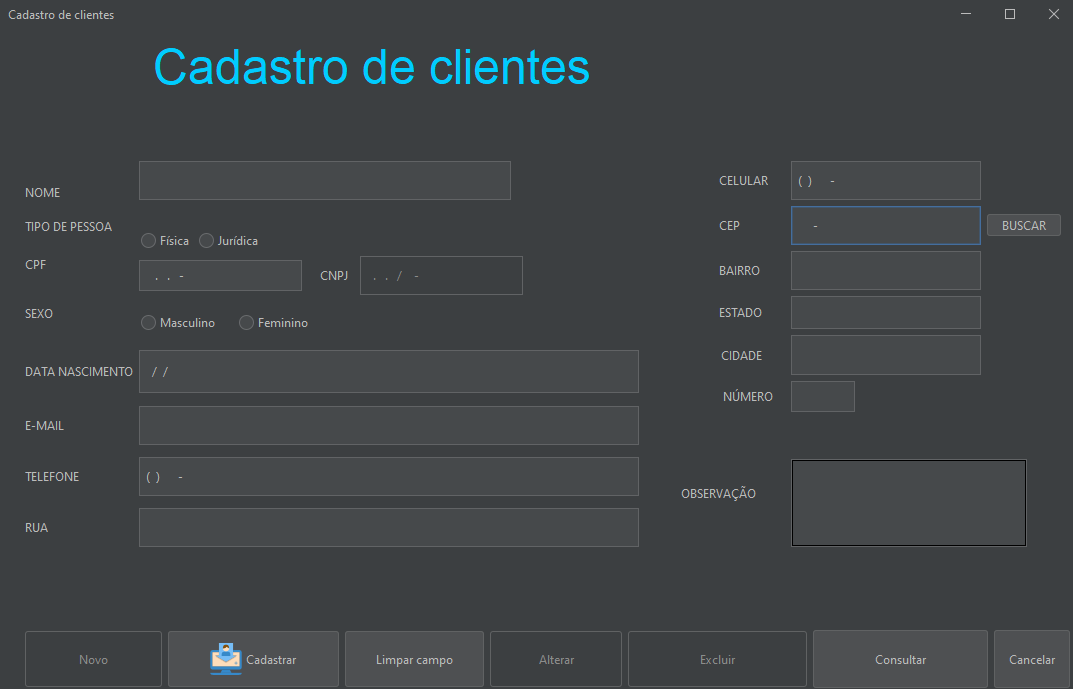 Cadastro de clientes
Cadastro de clientes
NOME
TIPO DE PESSOA
Física Jurídica
CPF . . -
CNPJ . . / -
SEXO
Masculino Feminino
DATA NASCIMENTO / /
E-MAIL
TELEFONE ( ) -
RUA
CELULAR ( ) -
CEP - BUSCAR
BAIRRO
ESTADO
CIDADE
NÚMERO
OBSERVAÇÃO
Novo Cadastrar Limpar campo Alterar Excluir Consultar Cancelar